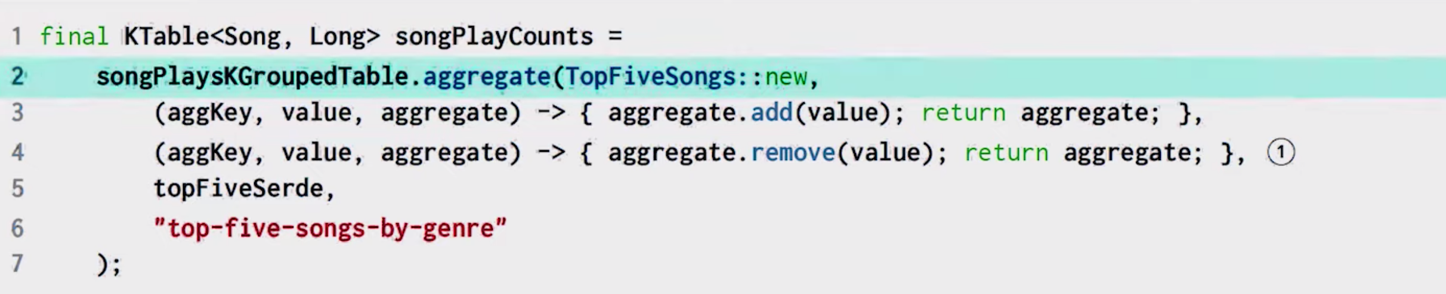 1 final KTable<Song, Long> songPlayCounts =
2 songPlaysKGroupedTable.aggregate(TopFiveSongs::new,
3 (aggKey, value, aggregate) -> { aggregate.add(value); return aggregate; },
4 (aggKey, value, aggregate) -> { aggregate.remove(value); return aggregate; }, ①
5 topFiveSerde,
6 "top-five-songs-by-genre"
7 );